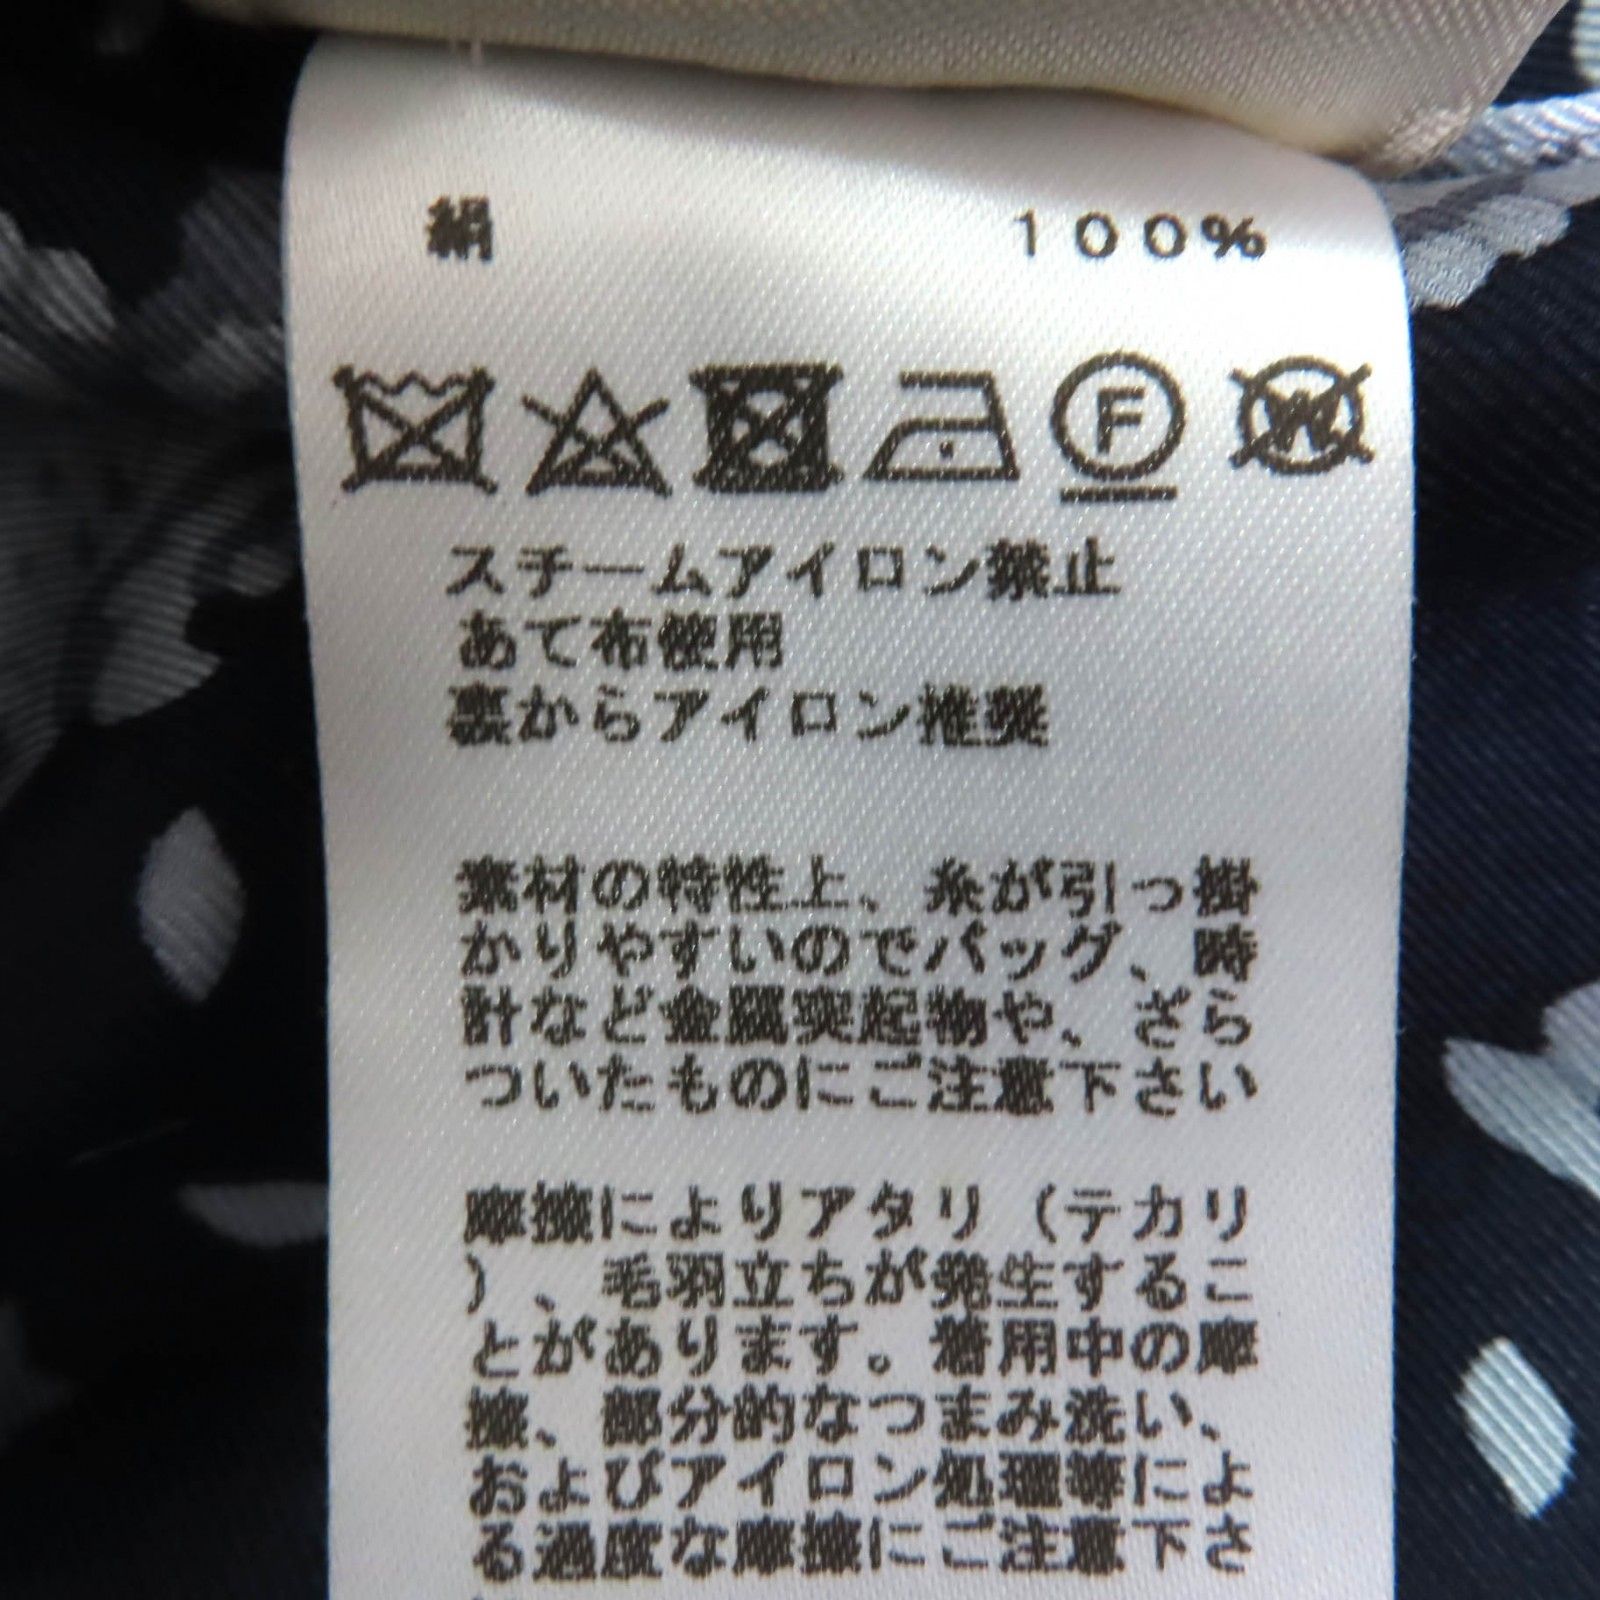 絹 100%
F W
スチームアイロン禁止
あて布使用
裏からアイロン推奨
素材の特性上、糸が引っ掛
かりやすいのでバッグ、時
計など金属突起物や、ざら
ついたものにご注意下さい
摩擦によりアタリ(テカリ
)、毛羽立ちが発生するこ
とがあります。着用中の摩
擦、部分的なつまみ洗い、
およびアイロン処理等によ
る過度な摩擦にご注意下さ